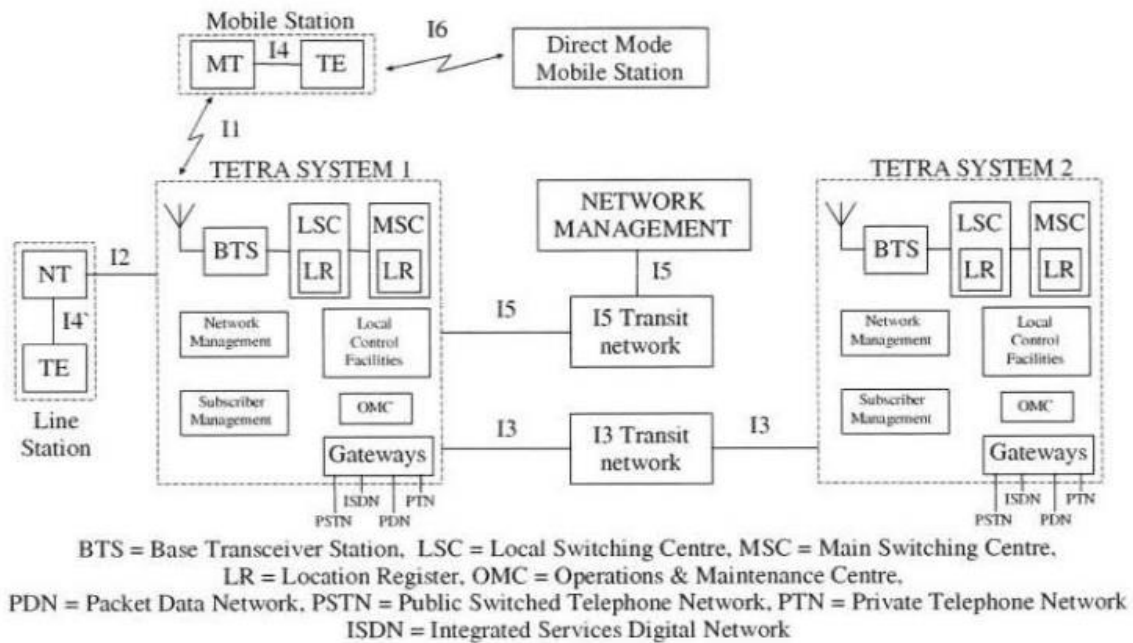 Mobile Station
MT
I4
TE
I6
Direct Mode
Mobile Station
I1
TETRA SYSTEM 1
BTS
LSC
LR
MSC
LR
Network
Management
Local
Control
Facilities
Subscriber
Management
OMC
Gateways
PSTN
ISDN
PDN
PTN
NT
I2
I4`
TE
Line
Station
NETWORK
MANAGEMENT
I5
I5
I5 Transit
network
I3
I3 Transit
network
I3
TETRA SYSTEM 2
BTS
LSC
LR
MSC
LR
Network
Management
Local
Control
Facilities
Subscriber
Management
OMC
Gateways
PSTN
ISDN
PDN
PTN
BTS = Base Transceiver Station, LSC = Local Switching Centre, MSC = Main Switching Centre,
LR = Location Register, OMC = Operations & Maintenance Centre,
PDN = Packet Data Network, PSTN = Public Switched Telephone Network, PTN = Private Telephone Network
ISDN = Integrated Services Digital Network